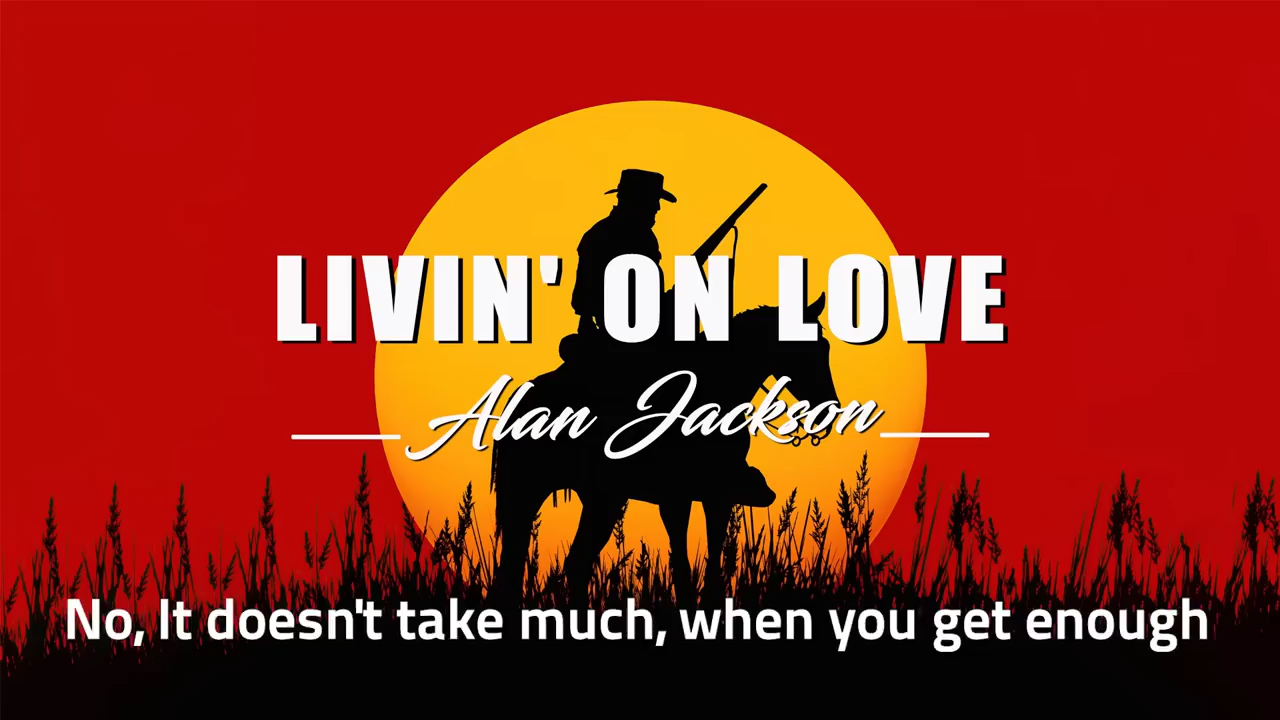 LIVIN' ON LOVE
Alan Jackson
No, It doesn't take much, when you get enough